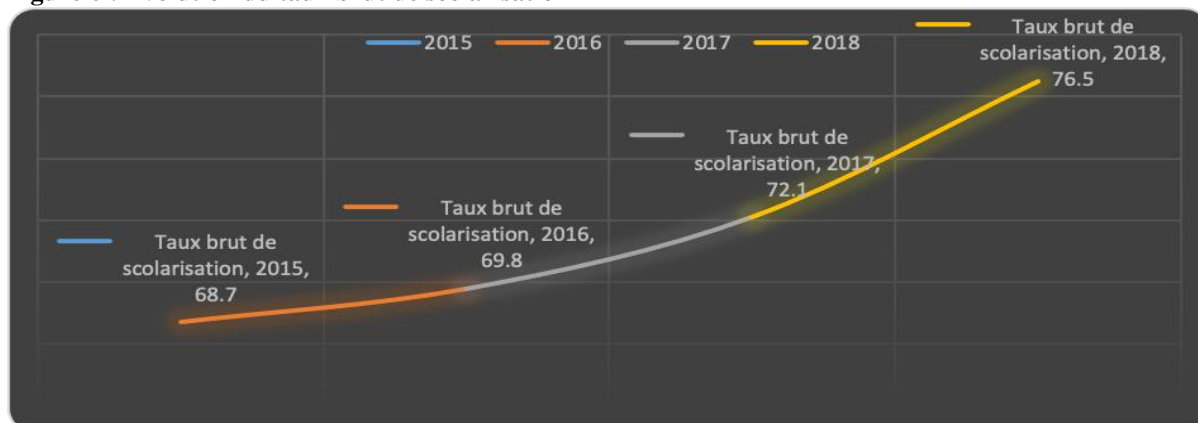 2015 2016 2017 2018
Taux brut de
scolarisation, 2018,
76.5
Taux brut de
scolarisation, 2017,
72.1
Taux brut de
scolarisation, 2016,
69.8
Taux brut de
scolarisation, 2015,
68.7